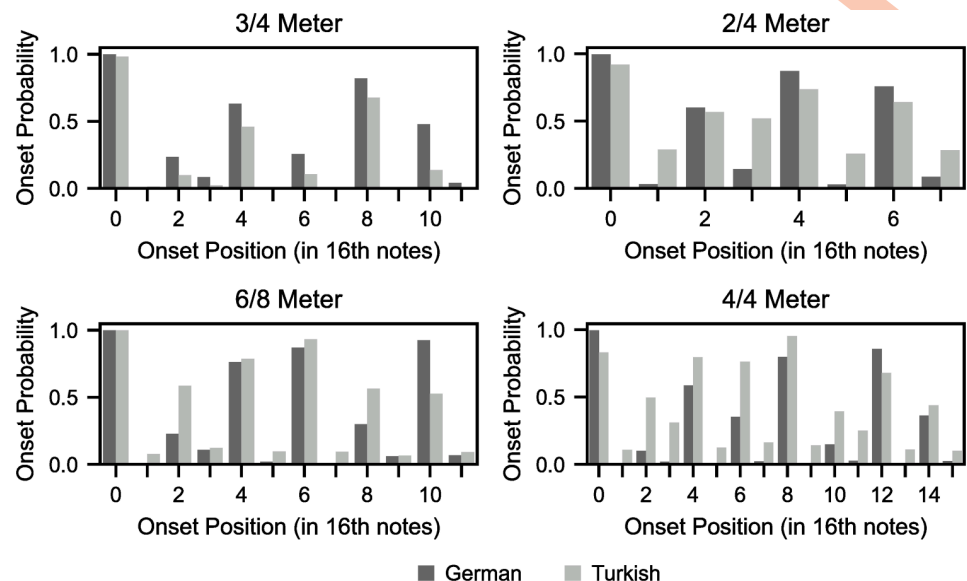 3/4 Meter
Onset Probability
1.0
0.5
0.0
0 2 4 6 8 10
Onset Position (in 16th notes)
2/4 Meter
Onset Probability
1.0
0.5
0.0
0 2 4 6
Onset Position (in 16th notes)
6/8 Meter
Onset Probability
1.0
0.5
0.0
0 2 4 6 8 10
Onset Position (in 16th notes)
4/4 Meter
Onset Probability
1.0
0.5
0.0
0 2 4 6 8 10 12 14
Onset Position (in 16th notes)
German Turkish